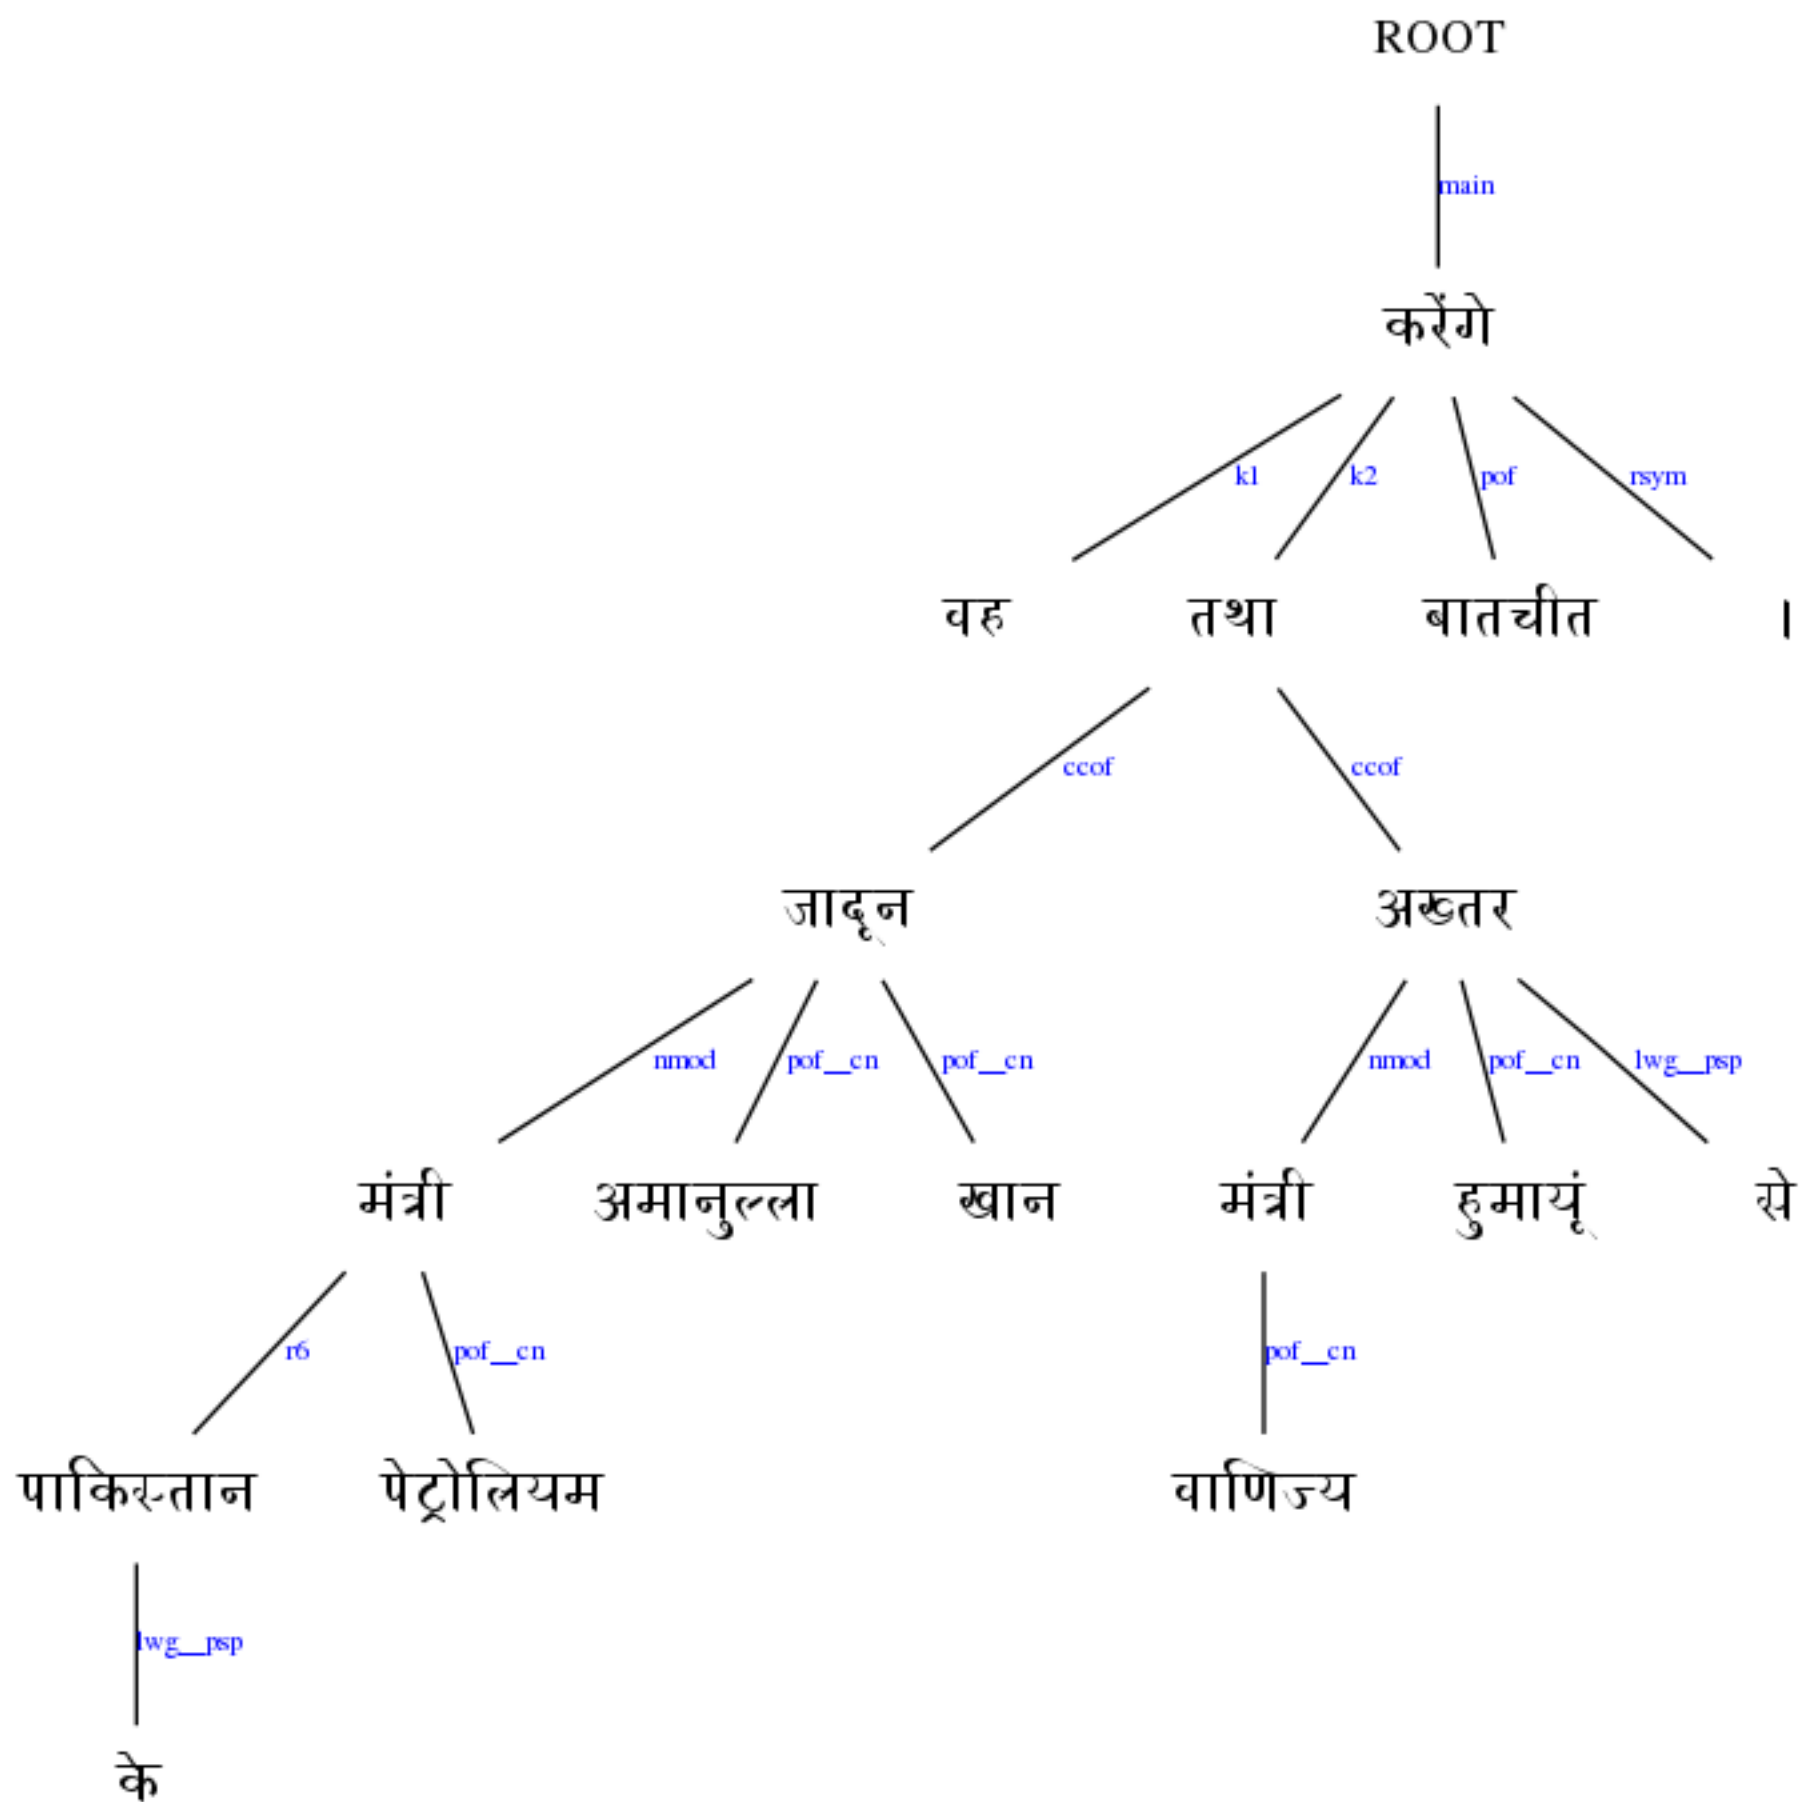 ROOT
main
करेंगे
k1 k2 pof rsym
वह तथा बातचीत ।
ccof ccof
जादून अख्तर
nmod pof__cn pof__cn nmod pof__cn lwg__psp
मंत्री अमानुल्ला खान मंत्री हुमायूं से
r6 pof__cn pof__cn
पाकिस्तान पेट्रोलियम वाणिज्य
lwg__psp
के